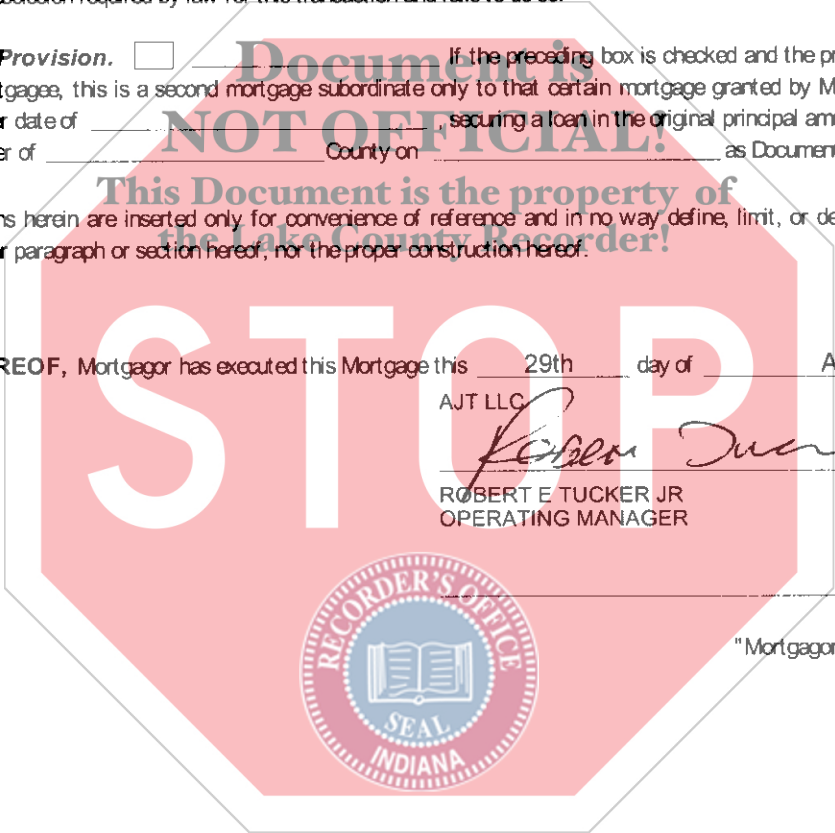 Provision. If the preceding box is checked and the pr
tgagee, this is a second mortgage subordinate only to that certain mortgage granted by M
r date of , securing a loan in the original principal am
er of County on as Document
ns herein are inserted only for convenience of reference and in no way define, limit, or de
r paragraph or section hereof, nor the proper construction hereof.
Document is
NOT OFFICIAL!
This Document is the property of
the Lake County Recorder!
STOP
REOF, Mortgagor has executed this Mortgage this 29th day of A
AJT LLC
ROBERT E TUCKER JR
OPERATING MANAGER
"Mortgagor
RECORDER'S OFFICE
SEAL
INDIANA